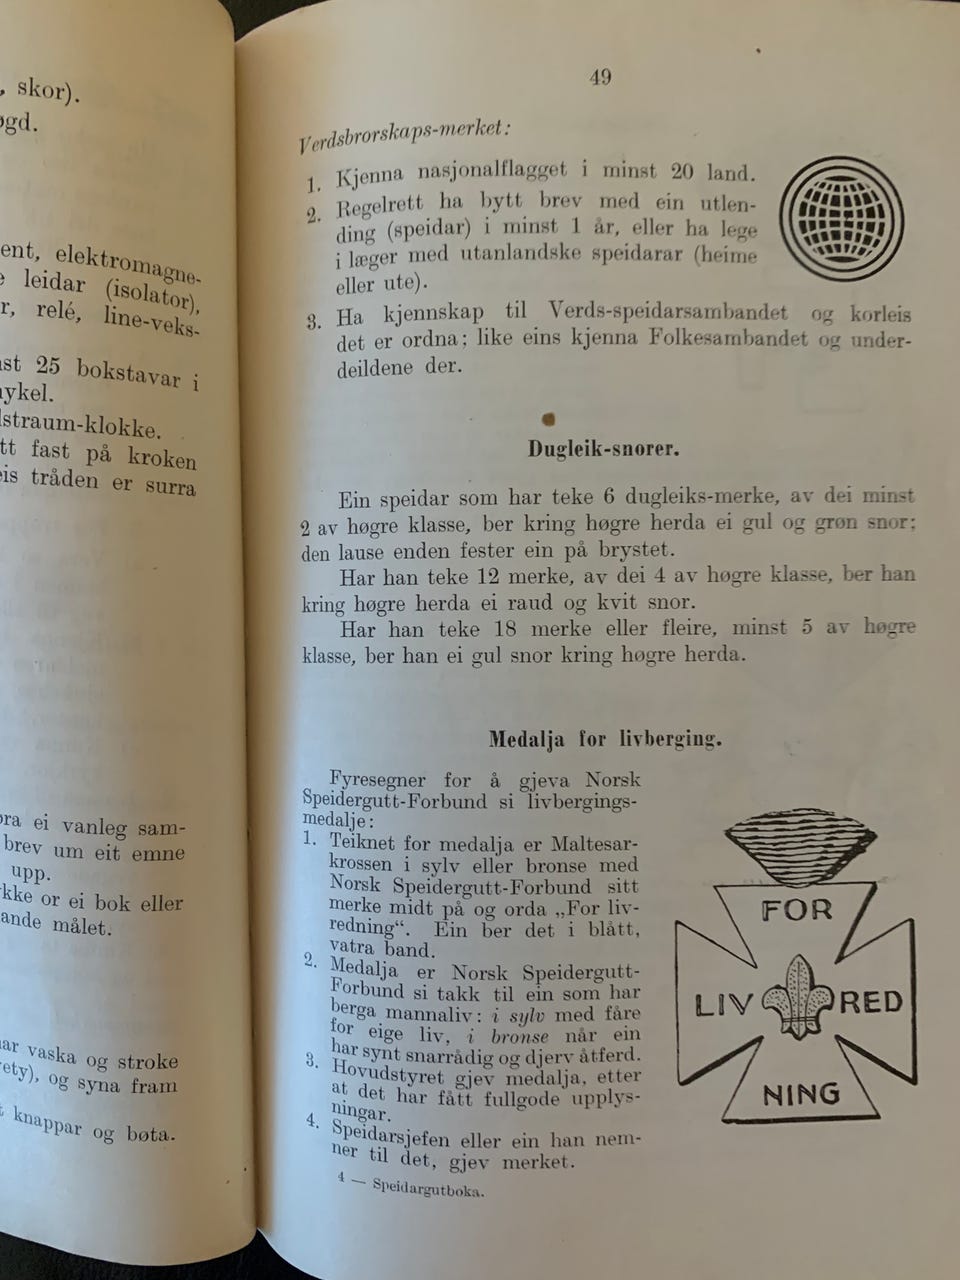 , skor).
øgd.
ent, elektromagne-
leidar (isolator),
r, relé, line-veks-
st 25 bokstavar i
ykel.
lstraum-klokke.
tt fast på kroken
is tråden er surra
ora ei vanleg sam-
brev um eit emne
upp.
kke or ei bok eller
ande målet.
ar vaska og stroke
ety), og syna fram
t knappar og bøta.
49
Verdsbrorskaps-merket:
1. Kjenna nasjonalflagget i minst 20 land.
2. Regelrett ha bytt brev med ein utlen-
ding (speidar) i minst 1 år, eller ha lege
i læger med utanlandske speidarar (heime
eller ute).
3. Ha kjennskap til Verds-speidarsambandet og korleis
det er ordna; like eins kjenna Folkesambandet og under-
deildene der.
Dugleik-snorer.
Ein speidar som har teke 6 dugleiks-merke, av dei minst
2 av høgre klasse, ber kring høgre herda ei gul og grøn snor;
den lause enden fester ein på brystet.
Har han teke 12 merke, av dei 4 av høgre klasse, ber han
kring høgre herda ei raud og kvit snor.
Har han teke 18 merke eller fleire, minst 5 av høgre
klasse, ber han ei gul snor kring høgre herda.
Medalja for livberging.
Fyresegner for å gjeva Norsk
Speidergutt-Forbund si livbergings-
medalje:
1. Teiknet for medalja er Maltesar-
krossen i sylv eller bronse med
Norsk Speidergutt-Forbund sitt
merke midt på og orda „For liv-
redning“. Ein ber det i blått,
vatra band.
2. Medalja er Norsk Speidergutt-
Forbund si takk til ein som har
berga mannaliv: i sylv med fåre
for eige liv, i bronse når ein
har synt snarrådig og djerv åtferd.
3. Hovudstyret gjev medalja, etter
at det har fått fullgode upplys-
ningar.
4. Speidarsjefen eller ein han nem-
ner til det, gjev merket.
FOR
LIV RED
NING
4 — Speidargutboka.